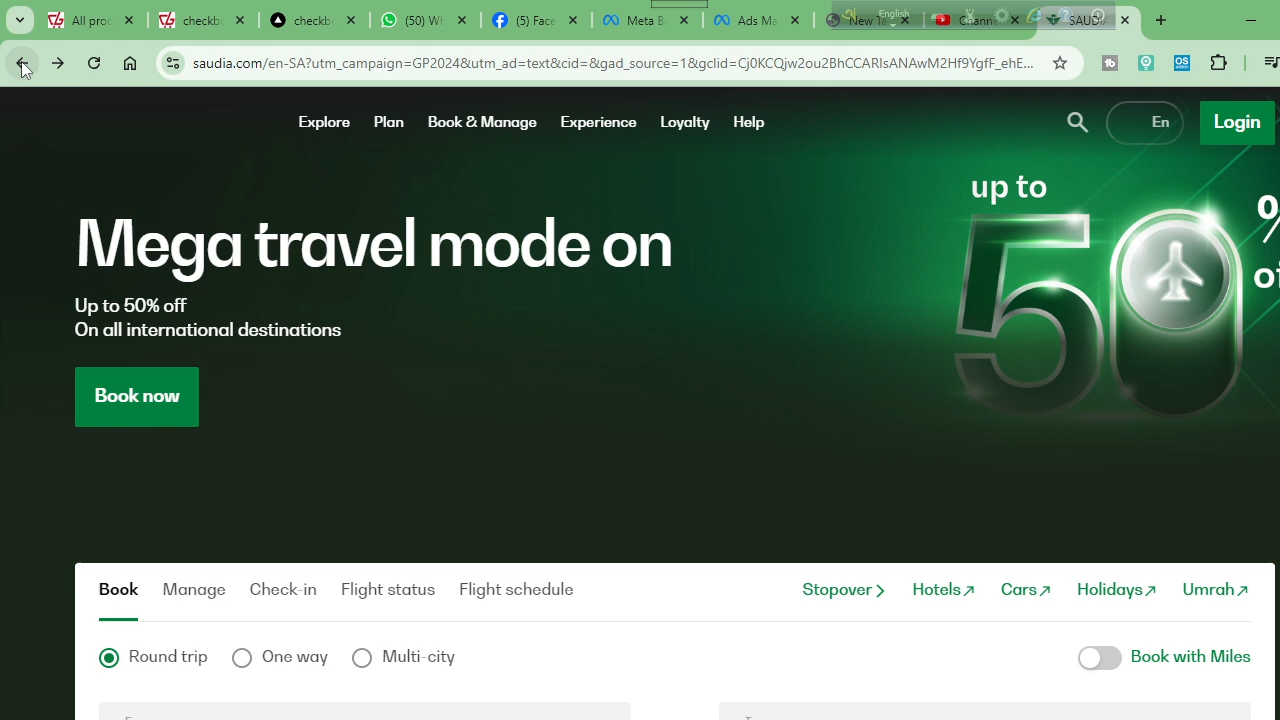 All proc
checkb
checkb
(50) Wh
(5) Face
Meta B
Ads Ma
New Ta
Chann
SAUDI
English
saudia.com/en-SA?utm_campaign=GP2024&utm_ad=text&cid=&gad_source=1&gclid=Cj0KCQjw2ou2BhCCARIsANAwM2Hf9YgfF_ehE...
Explore Plan Book & Manage Experience Loyalty Help
En Login
up to
50
%
Mega travel mode on
Up to 50% off
On all international destinations
Book now
Book Manage Check-in Flight status Flight schedule
Stopover Hotels Cars Holidays Umrah
Round trip One way Multi-city
Book with Miles